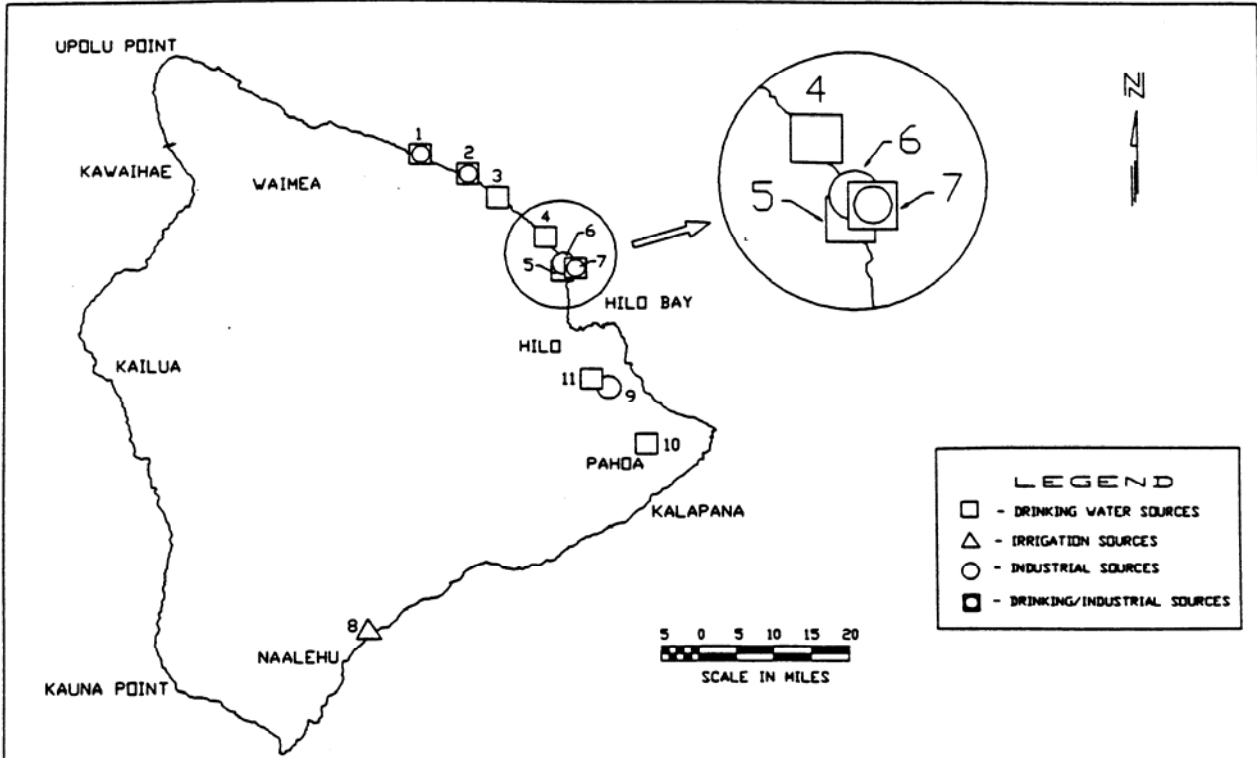 UPOLU POINT
KAWAIHAE
WAIMEA
1
2
3
4
6
5
7
HILO BAY
HILO
KAILUA
11
9
10
PAHOA
KALAPANA
8
NAALEHU
KAUNA POINT
4
6
5
7
N
LEGEND
- DRINKING WATER SOURCES
- IRRIGATION SOURCES
- INDUSTRIAL SOURCES
- DRINKING/INDUSTRIAL SOURCES
5 0 5 10 15 20
SCALE IN MILES